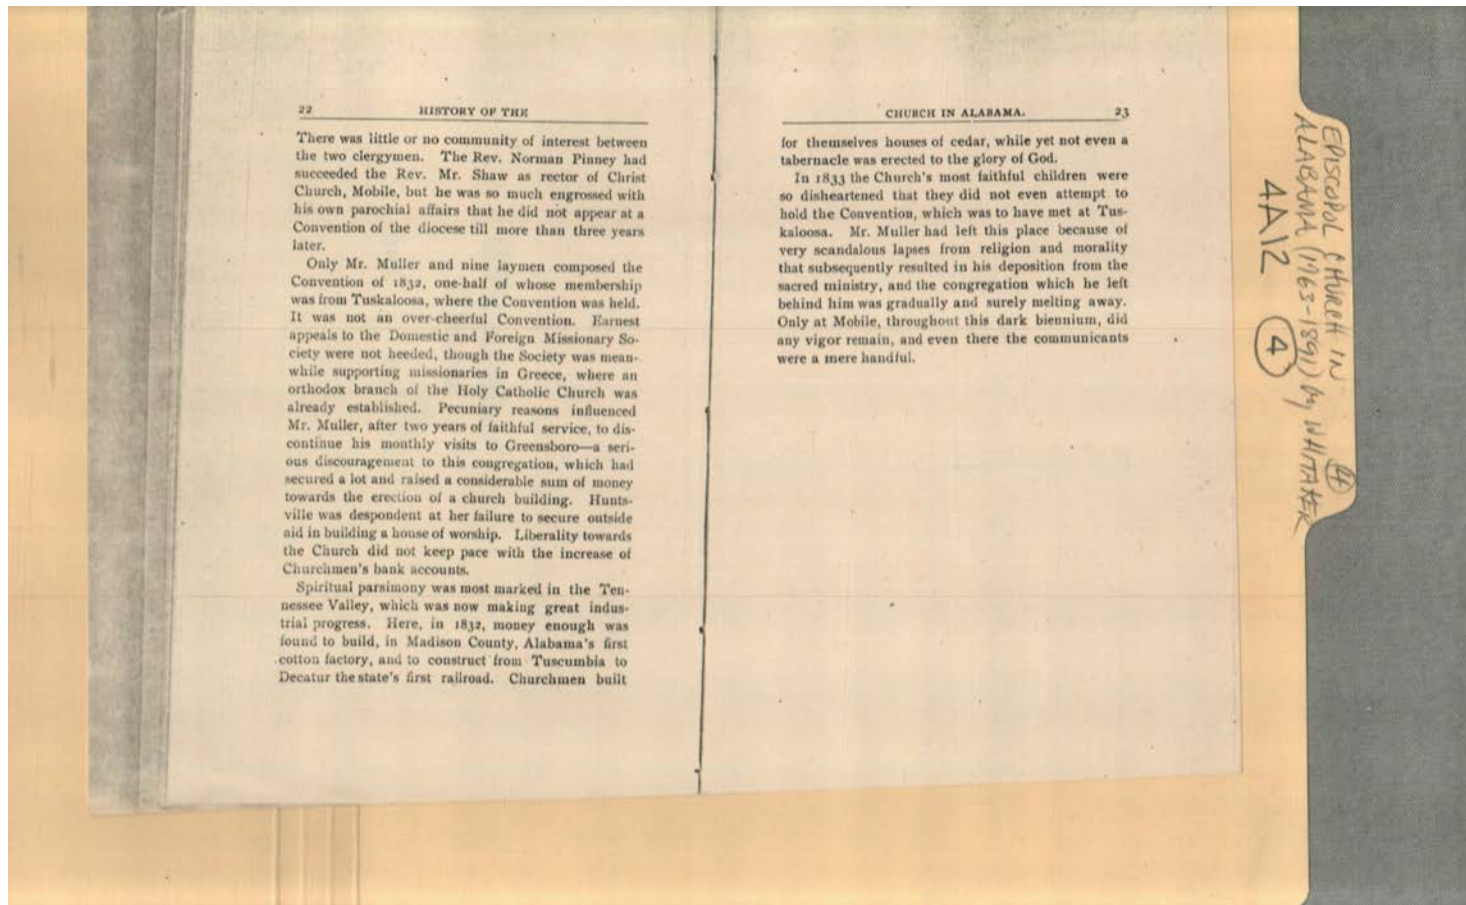 22 HISTORY OF THE
There was little or no community of interest between
the two clergymen. The Rev. Norman Pinney had
succeeded the Rev. Mr. Shaw as rector of Christ
Church, Mobile, but he was so much engrossed with
his own parochial affairs that he did not appear at a
Convention of the diocese till more than three years
later.
Only Mr. Muller and nine laymen composed the
Convention of 1832, one-half of whose membership
was from Tuskaloosa, where the Convention was held.
It was not an over-cheerful Convention. Earnest
appeals to the Domestic and Foreign Missionary So-
ciety were not heeded, though the Society was mean-
while supporting missionaries in Greece, where an
orthodox branch of the Holy Catholic Church was
already established. Pecuniary reasons influenced
Mr. Muller, after two years of faithful service, to dis-
continue his monthly visits to Greensboro—a seri-
ous discouragement to this congregation, which had
secured a lot and raised a considerable sum of money
towards the erection of a church building. Hunts-
ville was despondent at her failure to secure outside
aid in building a house of worship. Liberality towards
the Church did not keep pace with the increase of
Churchmen's bank accounts.
Spiritual parsimony was most marked in the Ten-
nessee Valley, which was now making great indus-
trial progress. Here, in 1832, money enough was
found to build, in Madison County, Alabama's first
cotton factory, and to construct from Tuscumbia to
Decatur the state's first railroad. Churchmen built
CHURCH IN ALABAMA. 23
for themselves houses of cedar, while yet not even a
tabernacle was erected to the glory of God.
In 1833 the Church's most faithful children were
so disheartened that they did not even attempt to
hold the Convention, which was to have met at Tus-
kaloosa. Mr. Muller had left this place because of
very scandalous lapses from religion and morality
that subsequently resulted in his deposition from the
sacred ministry, and the congregation which he left
behind him was gradually and surely melting away.
Only at Mobile, throughout this dark biennium, did
any vigor remain, and even there the communicants
were a mere handful.
EPISCOPOL CHURCH IN
ALABAMA (1763-1891) by WHITAKER
4A12 4